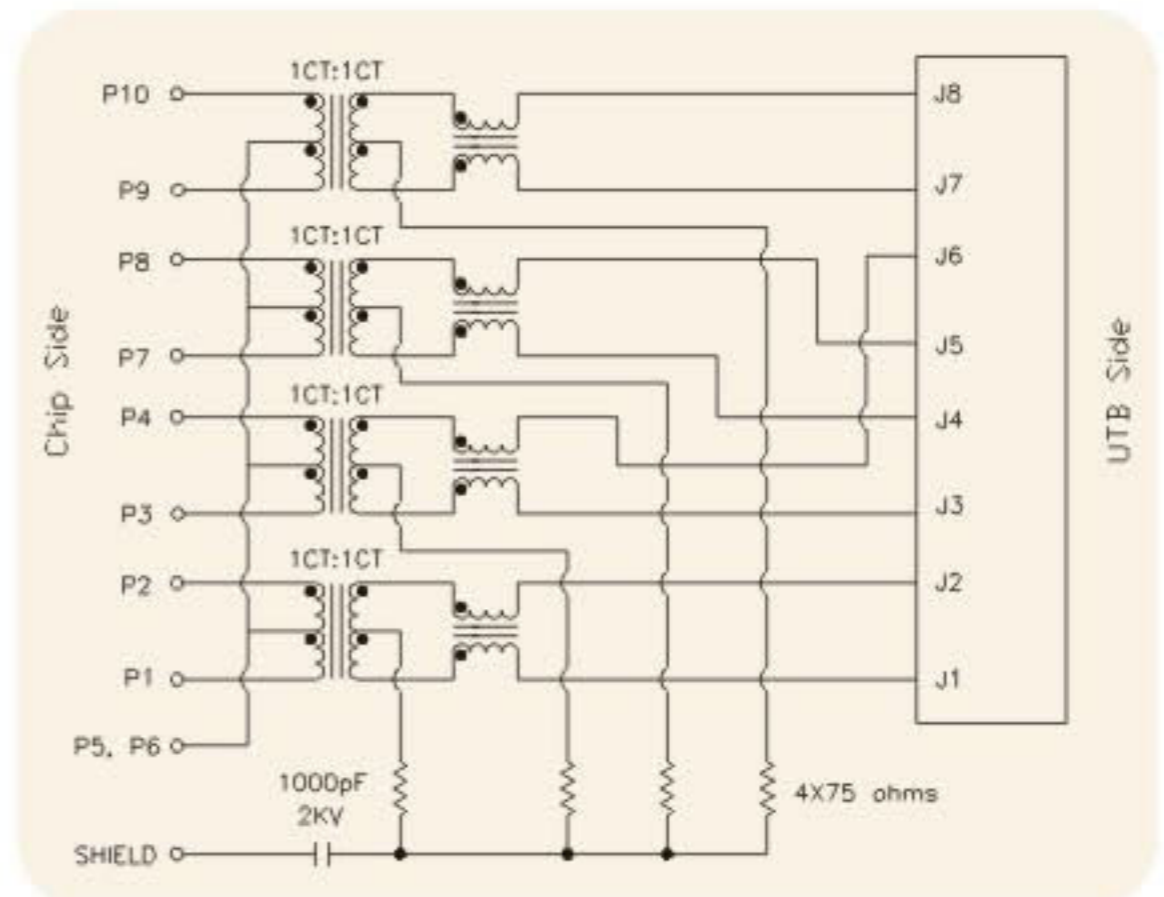 1CT:1CT
P10
J8
P9
J7
1CT:1CT
P8
J6
P7
J5
1CT:1CT
P4
J4
P3
J3
1CT:1CT
P2
J2
P1
J1
P5, P6
Chip Side
UTB Side
1000pF
2KV
4X75 ohms
SHIELD